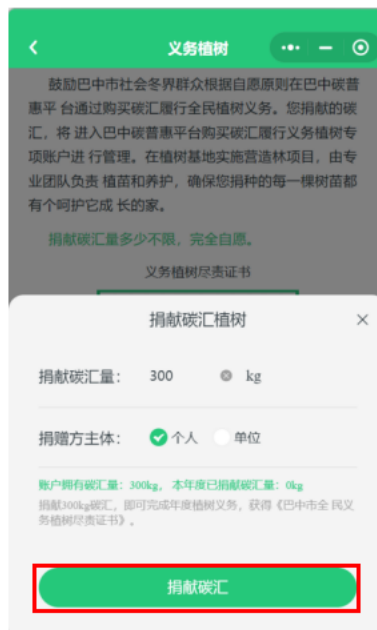 义务植树
鼓励巴中市社会冬界群众根据自愿原则在巴中碳普
惠平 台通过购买碳汇履行全民植树义务。您捐献的碳
汇，将 进入巴中碳普惠平台购买碳汇履行义务植树专
项账户进 行管理。在植树基地实施营造林项目，由专
业团队负责 植苗和养护，确保您捐种的每一棵树苗都
有个呵护它成 长的家。
捐献碳汇量多少不限，完全自愿。
义务植树尽责证书
捐献碳汇植树
捐献碳汇量： 300 kg
捐赠方主体： 个人 单位
账户拥有碳汇量：300kg， 本年度已捐献碳汇量：0kg
捐献300kg碳汇，即可完成年度植树义务，获得《巴中市全 民义
务植树尽责证书》。
捐献碳汇